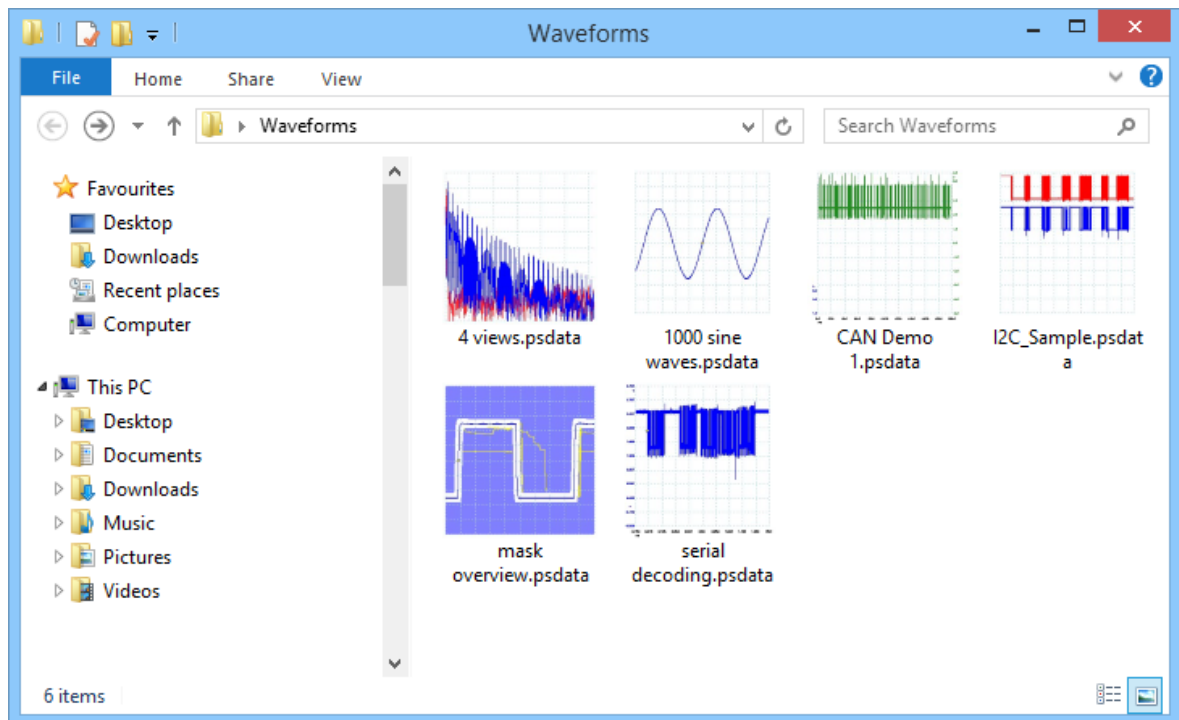 Waveforms
File Home Share View
Waveforms
Search Waveforms
Favourites
Desktop
Downloads
Recent places
Computer
This PC
Desktop
Documents
Downloads
Music
Pictures
Videos
4 views.psdata
1000 sine
waves.psdata
CAN Demo
1.psdata
I2C_Sample.psdat
a
mask
overview.psdata
serial
decoding.psdata
6 items